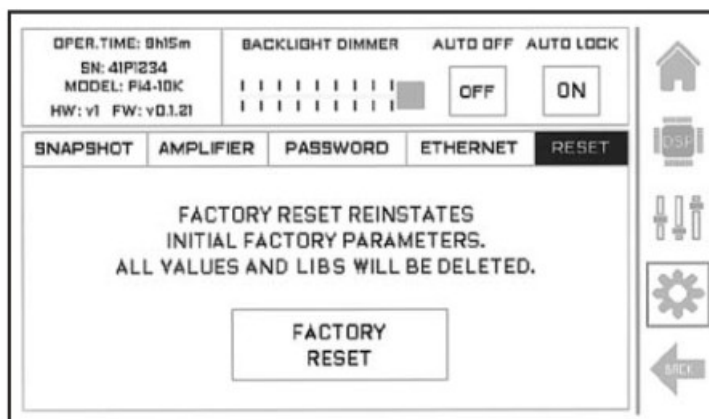 OPER.TIME: 9h15m
SN: 41P1234
MODEL: Pi4-10K
HW: v1 FW: v0.1.21
BACKLIGHT DIMMER
AUTO OFF
AUTO LOCK
OFF
ON
SNAPSHOT
AMPLIFIER
PASSWORD
ETHERNET
RESET
FACTORY RESET REINSTATES
INITIAL FACTORY PARAMETERS.
ALL VALUES AND LIBS WILL BE DELETED.
FACTORY
RESET
DSP
BACK